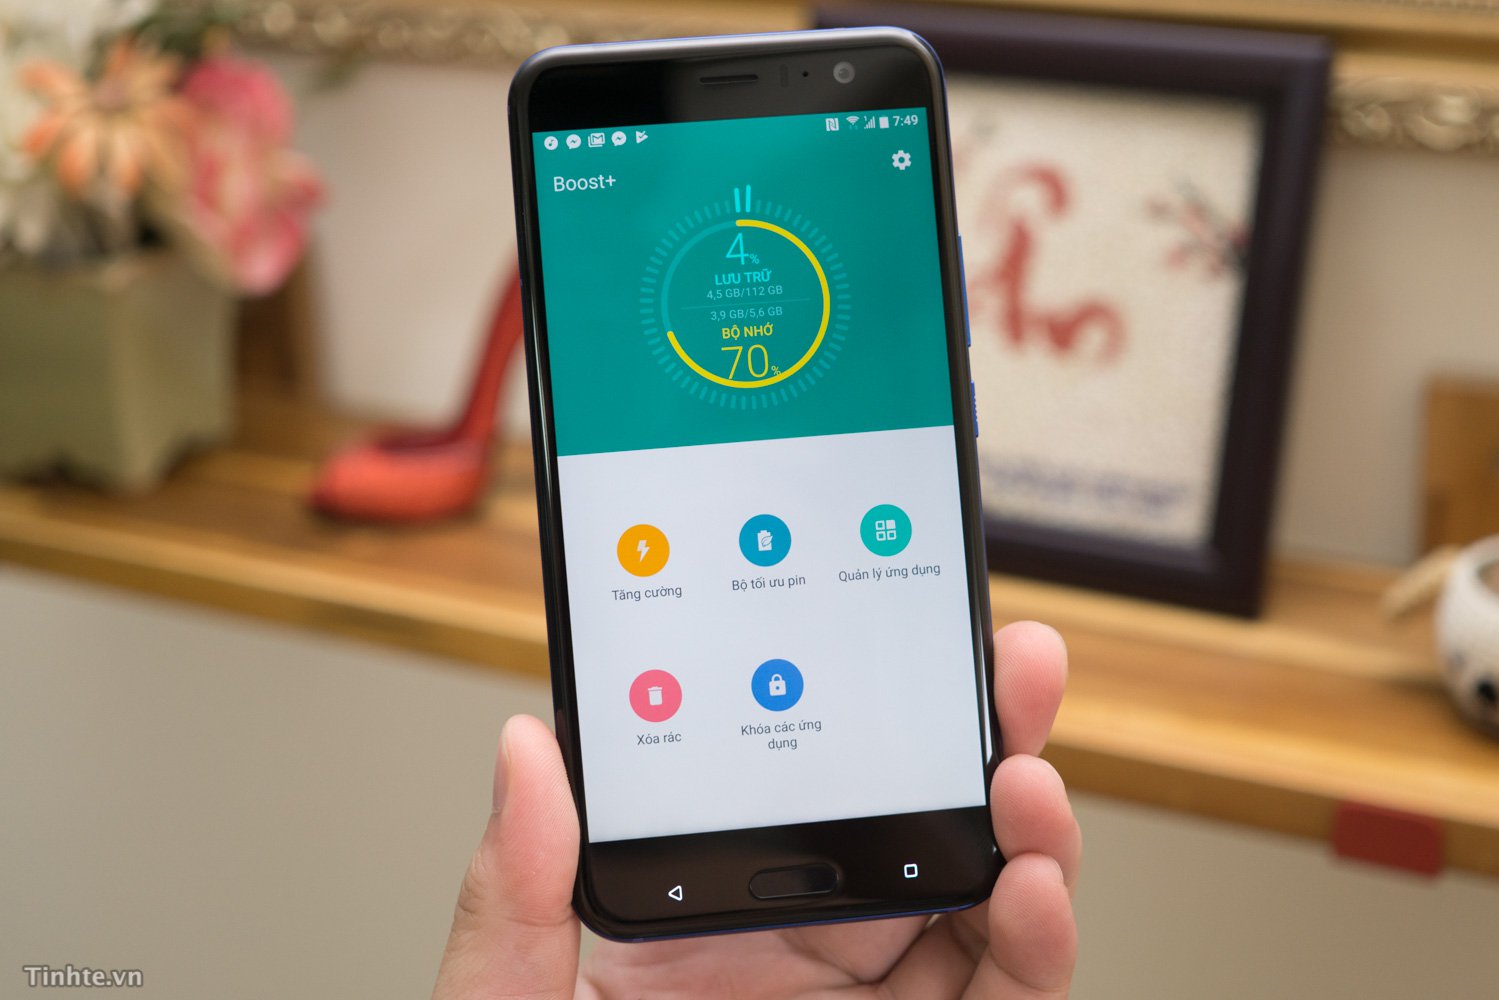 7:49
Boost+
4%
LƯU TRỮ
4,5 GB/112 GB
3,9 GB/5,6 GB
BỘ NHỚ
70%
Tăng cường
Bộ tối ưu pin
Quản lý ứng dụng
Xóa rác
Khóa các ứng
dụng
Tinhte.vn